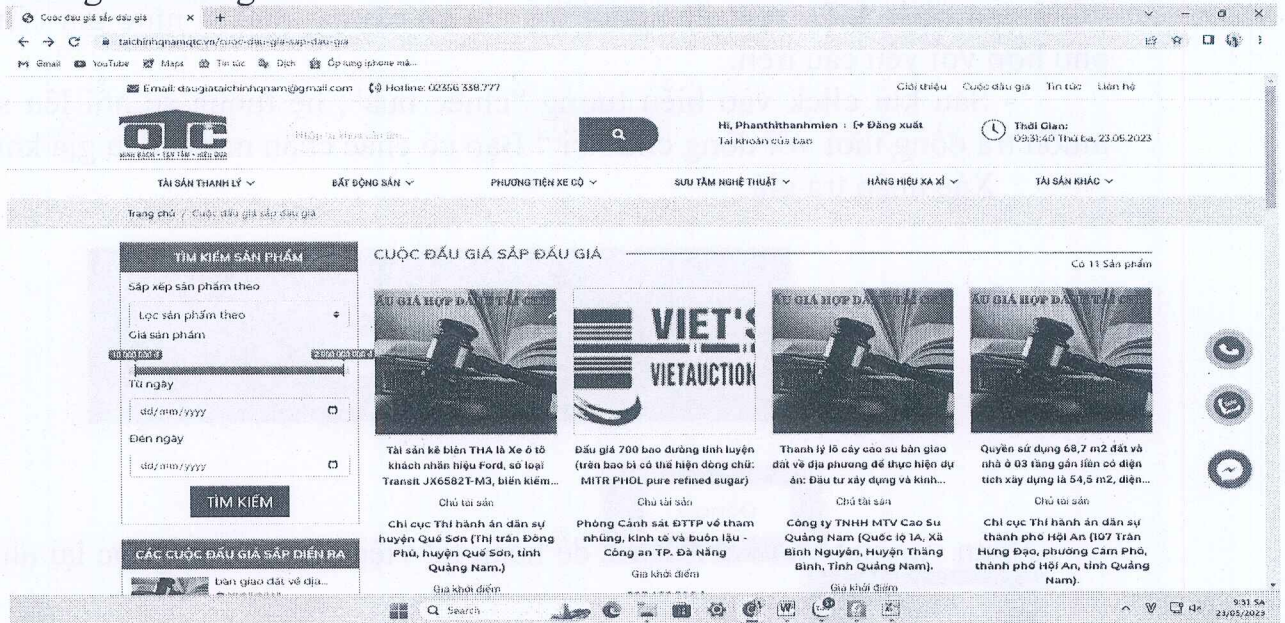 Cuộc đấu giá sắp đấu giá
taichinhquangtc.vn/cuoc-dau-gia-sap-dau-gia
Gmail YouTube Maps Tin tức Dịch Ốp lưng iphone mà...
Email: daugiataichinhqnam@gmail.com Hotline: 02356.338.777
Giới thiệu Cuộc đấu giá Tin tức Liên hệ
Hi, Phanthithanhmien Đăng xuất
Tài khoản của bạn
Thời Gian:
09:31:40 Thứ ba, 23.05.2023
TÀI SẢN THANH LÝ BẤT ĐỘNG SẢN PHƯƠNG TIỆN XE CỘ SƯU TẦM NGHỆ THUẬT HÀNG HIỆU XA XỈ TÀI SẢN KHÁC
Trang chủ / Cuộc đấu giá sắp đấu giá
TÌM KIẾM SẢN PHẨM
Sắp xếp sản phẩm theo
Lọc sản phẩm theo
Giá sản phẩm
10 000 000 đ 2 000 000 000 đ
Từ ngày
dd/mm/yyyy
Đến ngày
dd/mm/yyyy
TÌM KIẾM
CÁC CUỘC ĐẤU GIÁ SẮP DIỄN RA
bàn giao đất về địa...
CUỘC ĐẤU GIÁ SẮP ĐẤU GIÁ
Có 11 Sản phẩm
Tài sản kê biên THA là Xe ô tô
khách nhãn hiệu Ford, số loại
Transit JX6582T-M3, biển kiểm...
Chủ tài sản
Chi cục Thi hành án dân sự
huyện Quế Sơn (Thị trấn Đông
Phú, huyện Quế Sơn, tỉnh
Quảng Nam.)
Giá khởi điểm
VIET'S
VIETAUCTION
Đấu giá 700 bao đường tinh luyện
(trên bao bì có thể hiện dòng chữ:
MITR PHOL pure refined sugar)
Chủ tài sản
Phòng Cảnh sát ĐTTP về tham
nhũng, kinh tế và buôn lậu -
Công an TP. Đà Nẵng
Giá khởi điểm
Thanh lý lô cây cao su bàn giao
đất về địa phương để thực hiện dự
án: Đầu tư xây dựng và kinh...
Chủ tài sản
Công ty TNHH MTV Cao Su
Quảng Nam (Quốc lộ 1A, Xã
Bình Nguyên, Huyện Thăng
Bình, Tỉnh Quảng Nam).
Giá khởi điểm
Quyền sử dụng 68,7 m2 đất và
nhà ở 03 tầng gắn liền có diện
tích xây dựng là 54,5 m2, diện...
Chủ tài sản
Chi cục Thi hành án dân sự
thành phố Hội An (107 Trần
Hưng Đạo, phường Cẩm Phô,
thành phố Hội An, tỉnh Quảng
Nam).
Giá khởi điểm
Search
9:31 SA
23/05/2023